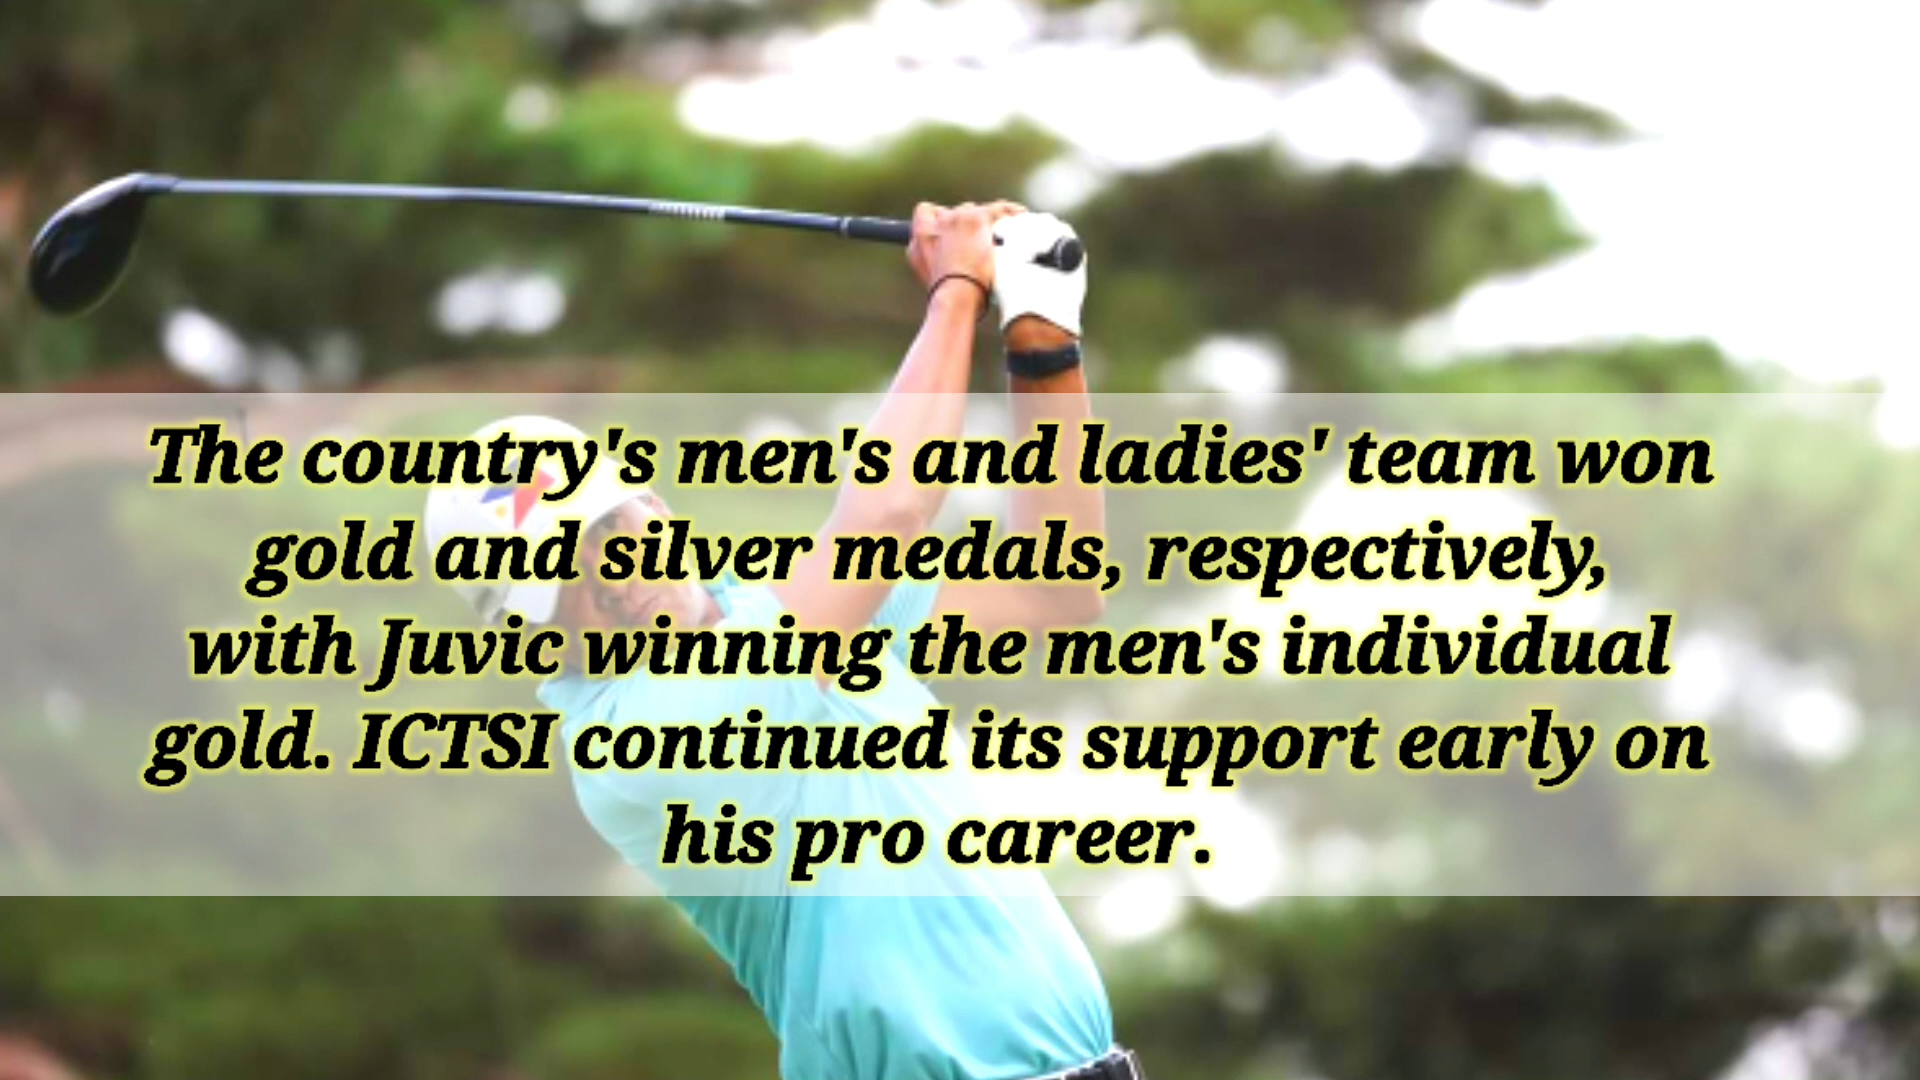 The country's men's and ladies' team won
gold and silver medals, respectively,
with Juvic winning the men's individual
gold. ICTSI continued its support early on
his pro career.